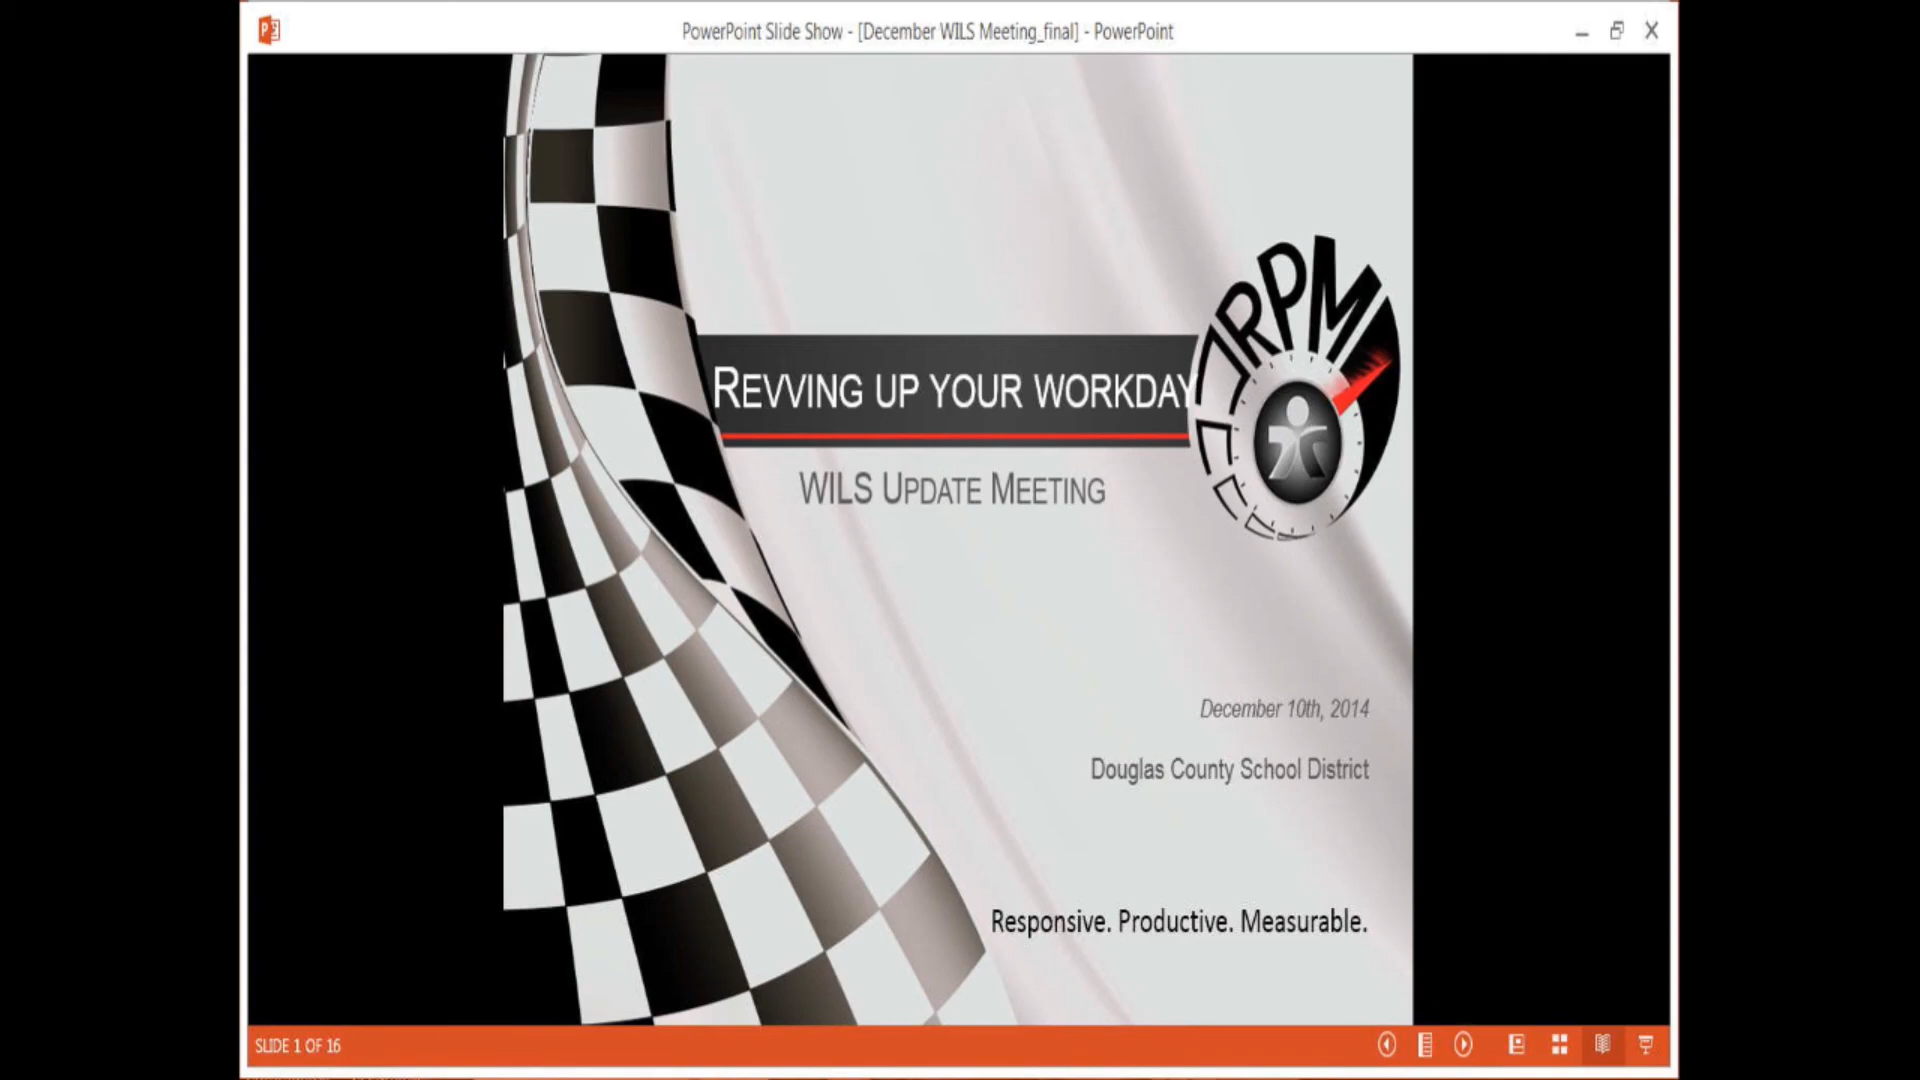 PowerPoint Slide Show - [December WILS Meeting_final] - PowerPoint
RPM
REVVING UP YOUR WORKDAY
WILS UPDATE MEETING
December 10th, 2014
Douglas County School District
Responsive. Productive. Measurable.
SLIDE 1 OF 16